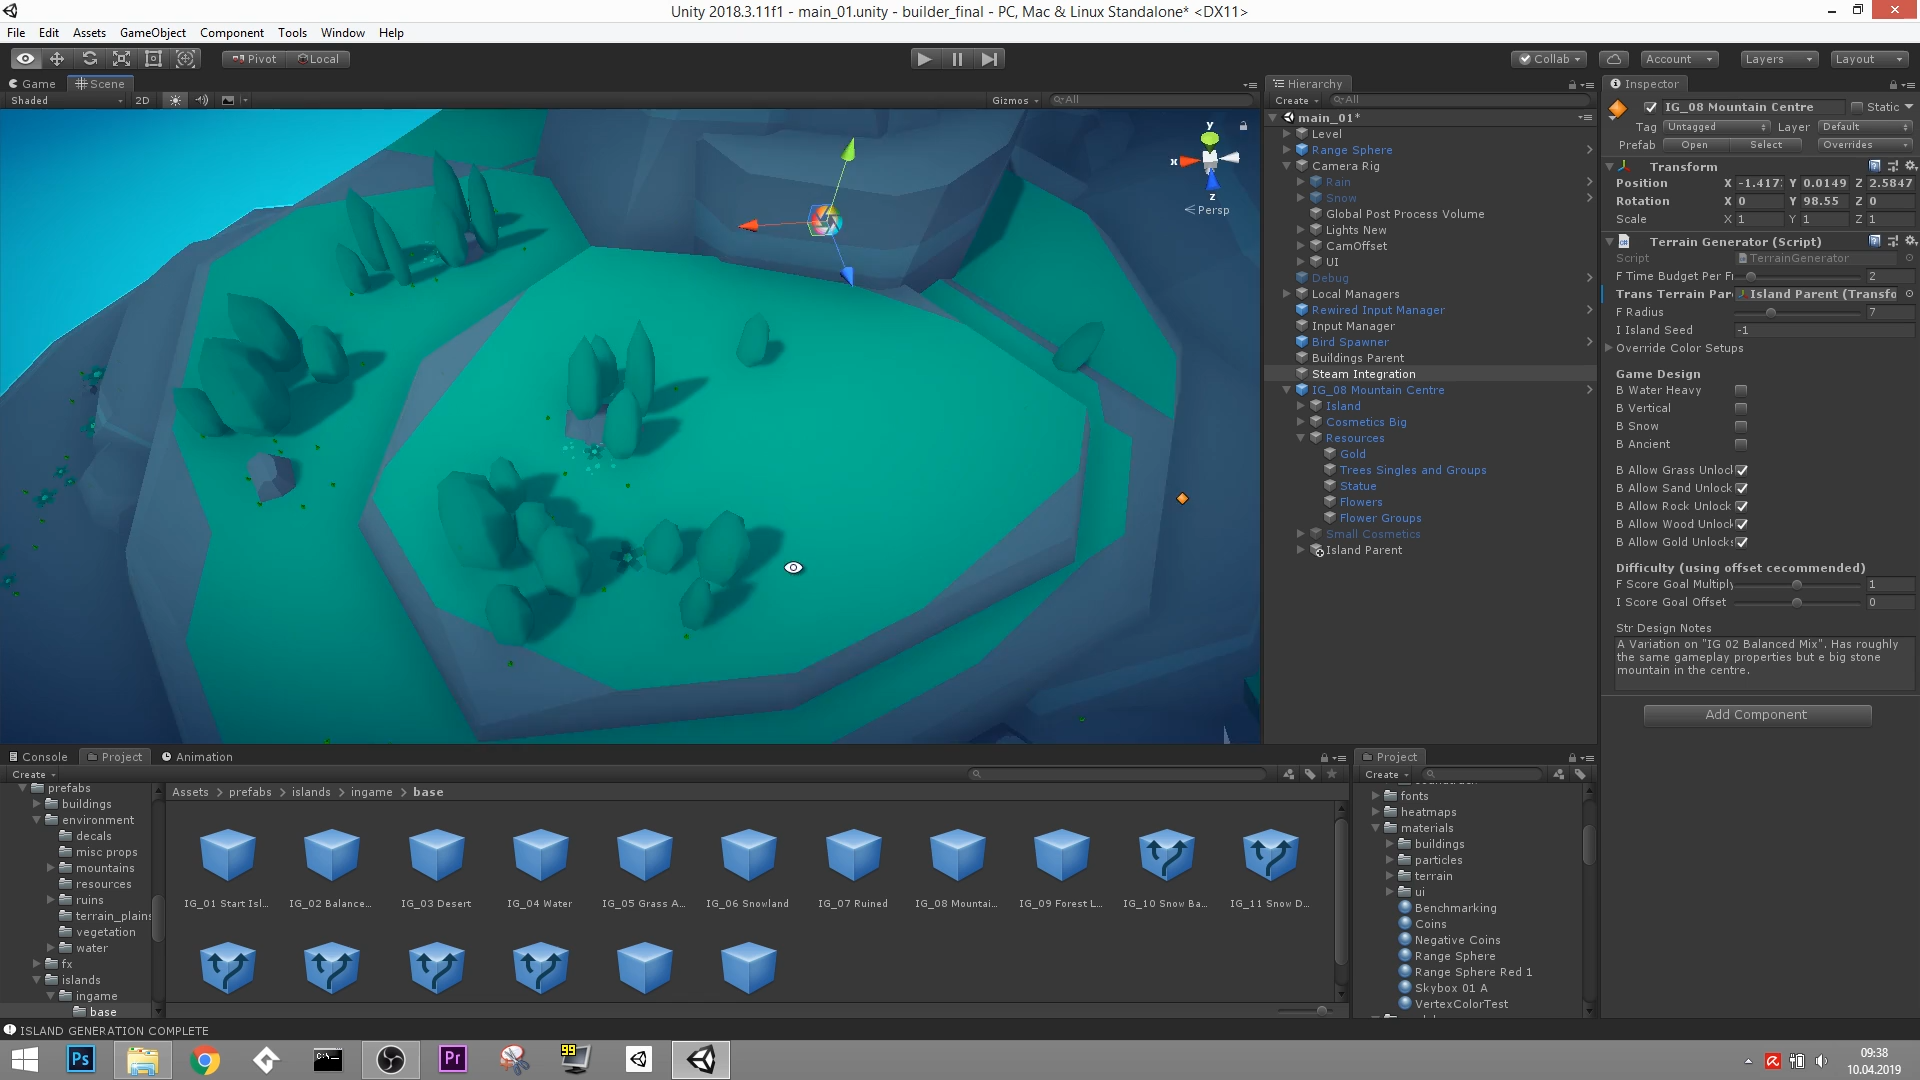 Unity 2018.3.11f1 - main_01.unity - builder_final - PC, Mac & Linux Standalone* <DX11>
File Edit Assets GameObject Component Tools Window Help
Pivot Local
Collab Account Layers Layout
Game Scene
Shaded 2D Gizmos All
y
x
z
Persp
Hierarchy
Create All
main_01*
Level
Range Sphere
Camera Rig
Rain
Snow
Global Post Process Volume
Lights New
CamOffset
UI
Debug
Local Managers
Rewired Input Manager
Input Manager
Bird Spawner
Buildings Parent
Steam Integration
IG_08 Mountain Centre
Island
Cosmetics Big
Resources
Gold
Trees Singles and Groups
Statue
Flowers
Flower Groups
Small Cosmetics
Island Parent
Inspector
IG_08 Mountain Centre Static
Tag Untagged Layer Default
Prefab Open Select Overrides
Transform
Position X -1.417 Y 0.0149 Z 2.5847
Rotation X 0 Y 98.55 Z 0
Scale X 1 Y 1 Z 1
Terrain Generator (Script)
Script TerrainGenerator
F Time Budget Per Fr 2
Trans Terrain Par Island Parent (Transfo
F Radius 7
I Island Seed -1
Override Color Setups
Game Design
B Water Heavy
B Vertical
B Snow
B Ancient
B Allow Grass Unlock
B Allow Sand Unlock
B Allow Rock Unlock
B Allow Wood Unlock
B Allow Gold Unlocks
Difficulty (using offset cecommended)
F Score Goal Multiply 1
I Score Goal Offset 0
Str Design Notes
A Variation on "IG 02 Balanced Mix". Has roughly
the same gameplay properties but e big stone
mountain in the centre.
Add Component
Console Project Animation
Create
prefabs
buildings
environment
decals
misc props
mountains
resources
ruins
terrain_plains
vegetation
water
fx
islands
ingame
base
Assets > prefabs > islands > ingame > base
IG_01 Start Isl... IG_02 Balance... IG_03 Desert IG_04 Water IG_05 Grass A... IG_06 Snowland IG_07 Ruined IG_08 Mountai... IG_09 Forest L... IG_10 Snow Ba... IG_11 Snow D...
Project
Create
fonts
heatmaps
materials
buildings
particles
terrain
ui
Benchmarking
Coins
Negative Coins
Range Sphere
Range Sphere Red 1
Skybox 01 A
VertexColorTest
ISLAND GENERATION COMPLETE
Ps
C:\
Pr
99
09:38
10.04.2019